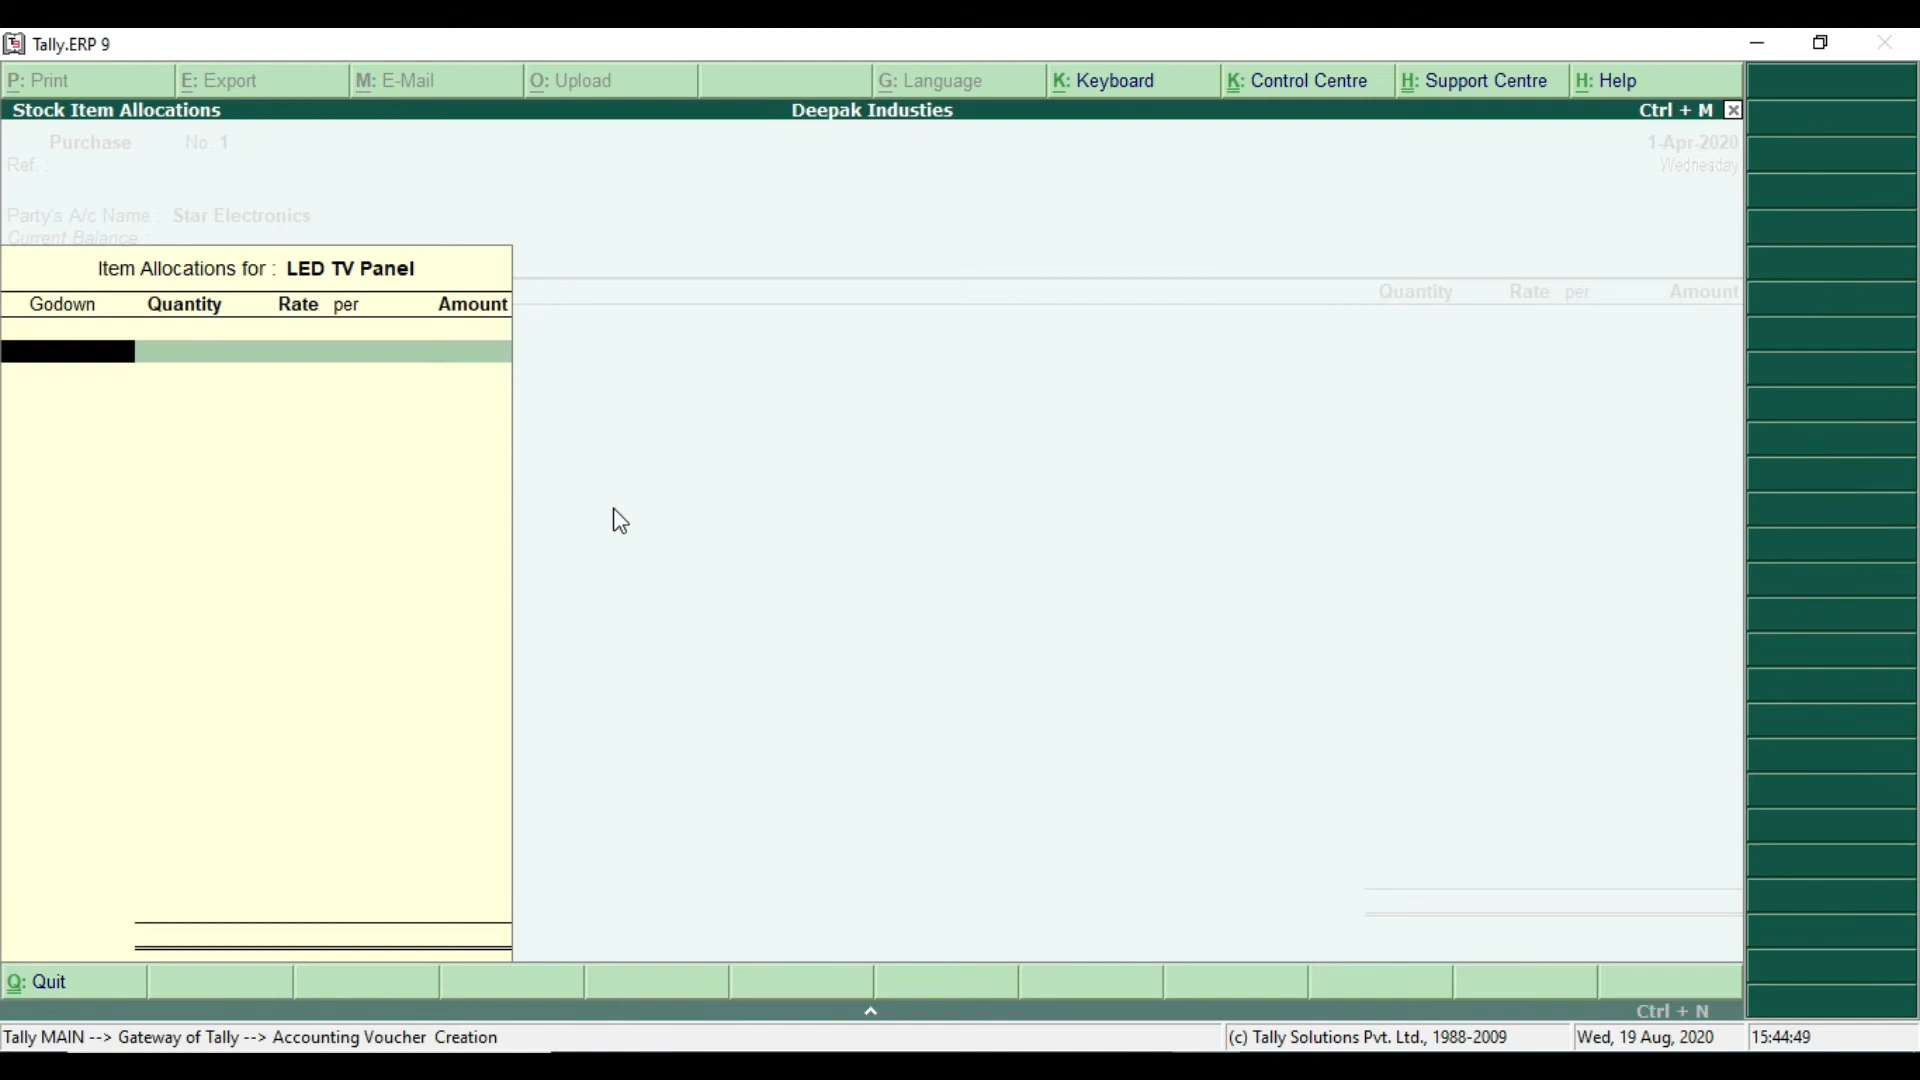 Tally.ERP 9
P: Print E: Export M: E-Mail O: Upload G: Language K: Keyboard K: Control Centre H: Support Centre H: Help
Stock Item Allocations Deepak Industies Ctrl + M
Purchase No. 1 1-Apr-2020
Ref. : Wednesday
Party's A/c Name : Star Electronics
Current Balance :
Item Allocations for : LED TV Panel
Godown Quantity Rate per Amount
Quantity Rate per Amount
Q: Quit
Ctrl + N
Tally MAIN --> Gateway of Tally --> Accounting Voucher Creation (c) Tally Solutions Pvt. Ltd., 1988-2009 Wed, 19 Aug, 2020 15:44:49